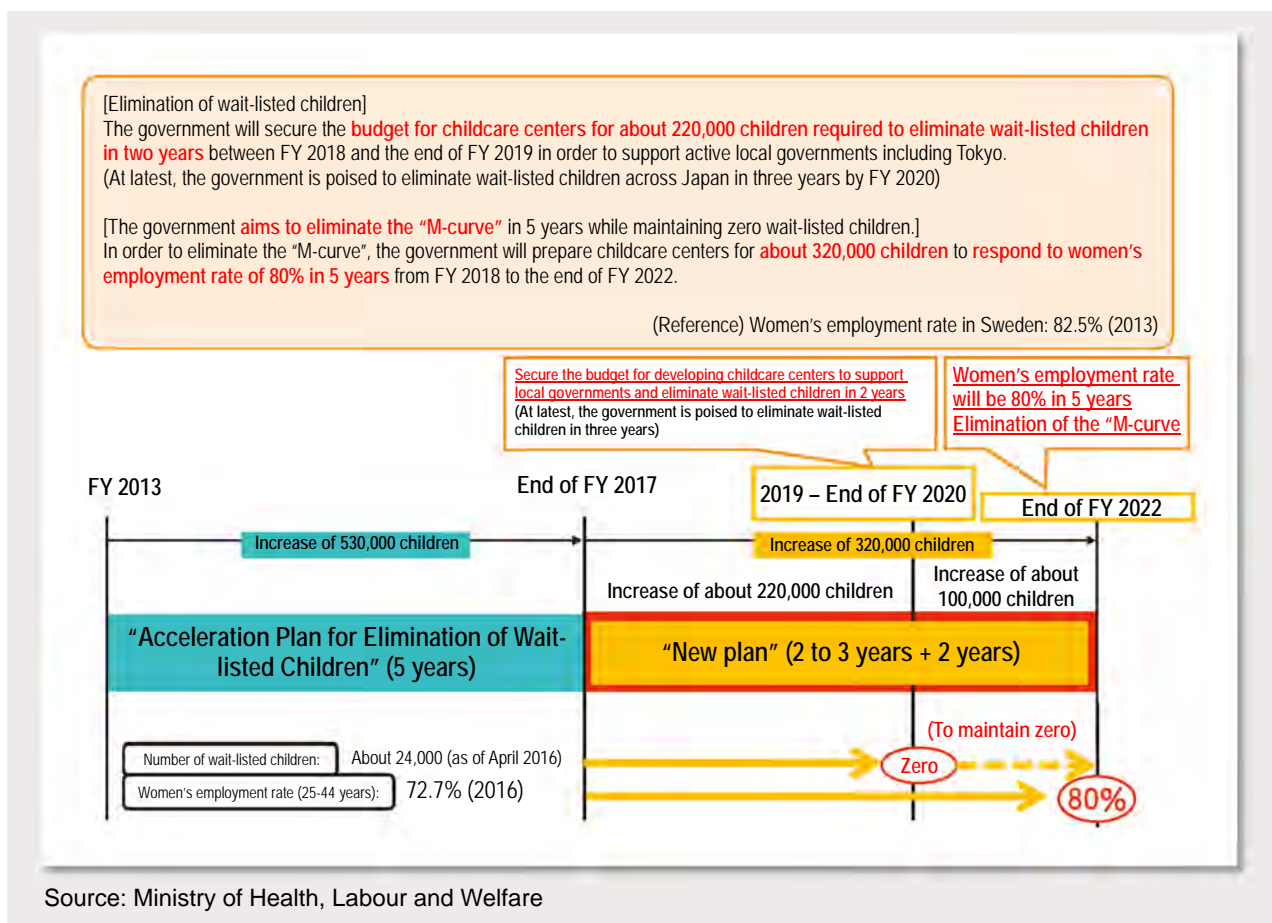 [Elimination of wait-listed children]
The government will secure the budget for childcare centers for about 220,000 children required to eliminate wait-listed children
in two years between FY 2018 and the end of FY 2019 in order to support active local governments including Tokyo.
(At latest, the government is poised to eliminate wait-listed children across Japan in three years by FY 2020)
[The government aims to eliminate the “M-curve” in 5 years while maintaining zero wait-listed children.]
In order to eliminate the “M-curve”, the government will prepare childcare centers for about 320,000 children to respond to women’s
employment rate of 80% in 5 years from FY 2018 to the end of FY 2022.
(Reference) Women’s employment rate in Sweden: 82.5% (2013)
Secure the budget for developing childcare centers to support
local governments and eliminate wait-listed children in 2 years
(At latest, the government is poised to eliminate wait-listed
children in three years)
Women’s employment rate
will be 80% in 5 years
Elimination of the “M-curve
FY 2013
End of FY 2017
2019 – End of FY 2020
End of FY 2022
Increase of 530,000 children
Increase of 320,000 children
Increase of about 220,000 children
Increase of about
100,000 children
“Acceleration Plan for Elimination of Wait-
listed Children” (5 years)
“New plan” (2 to 3 years + 2 years)
(To maintain zero)
Number of wait-listed children: About 24,000 (as of April 2016)
Zero
Women’s employment rate (25-44 years): 72.7% (2016)
80%
Source: Ministry of Health, Labour and Welfare